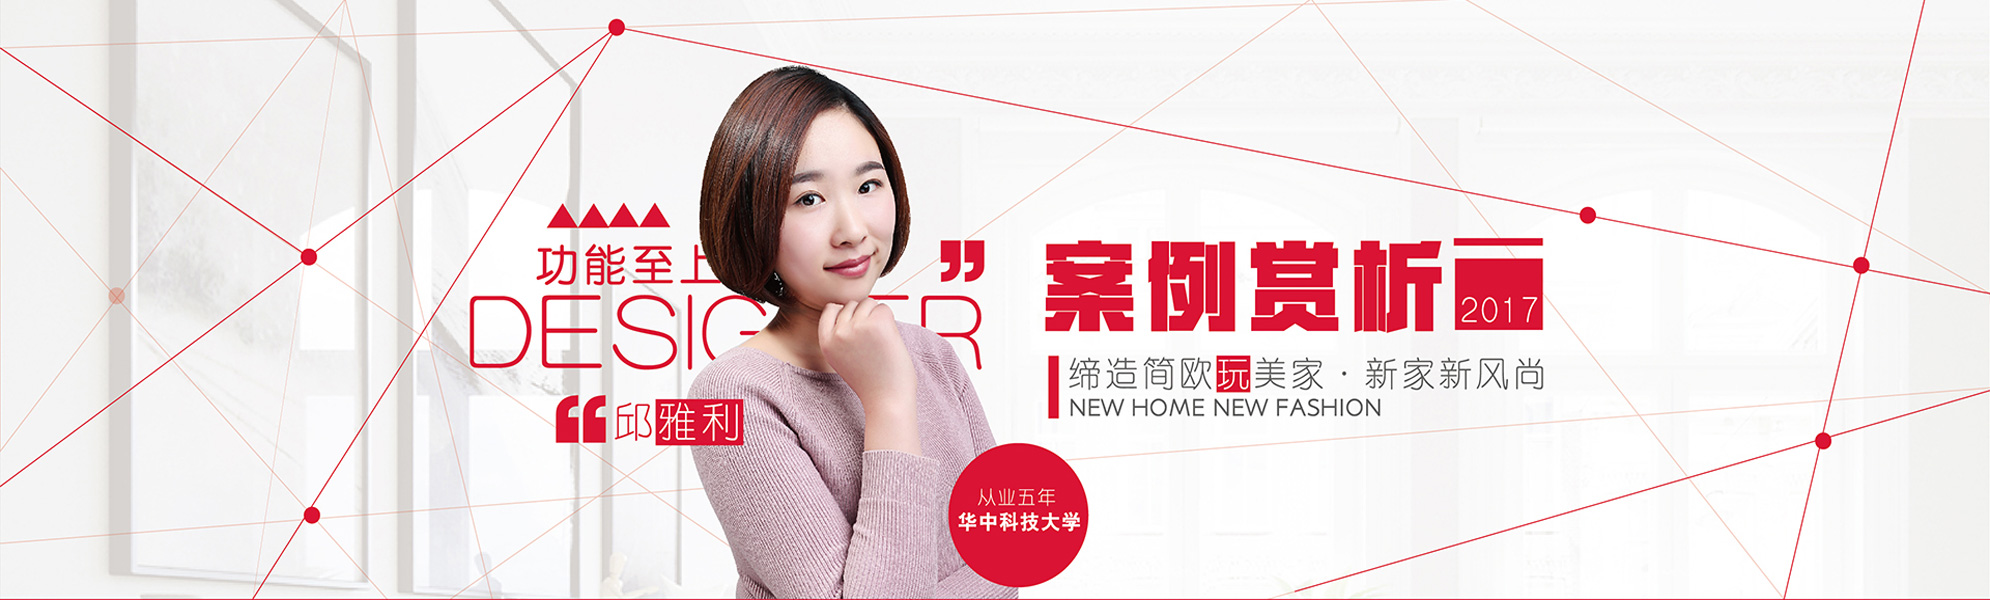 功能至上
DESIGNER
”
“邱雅利
案例赏析
2017
缔造简欧玩美家·新家新风尚
NEW HOME NEW FASHION
从业五年
华中科技大学